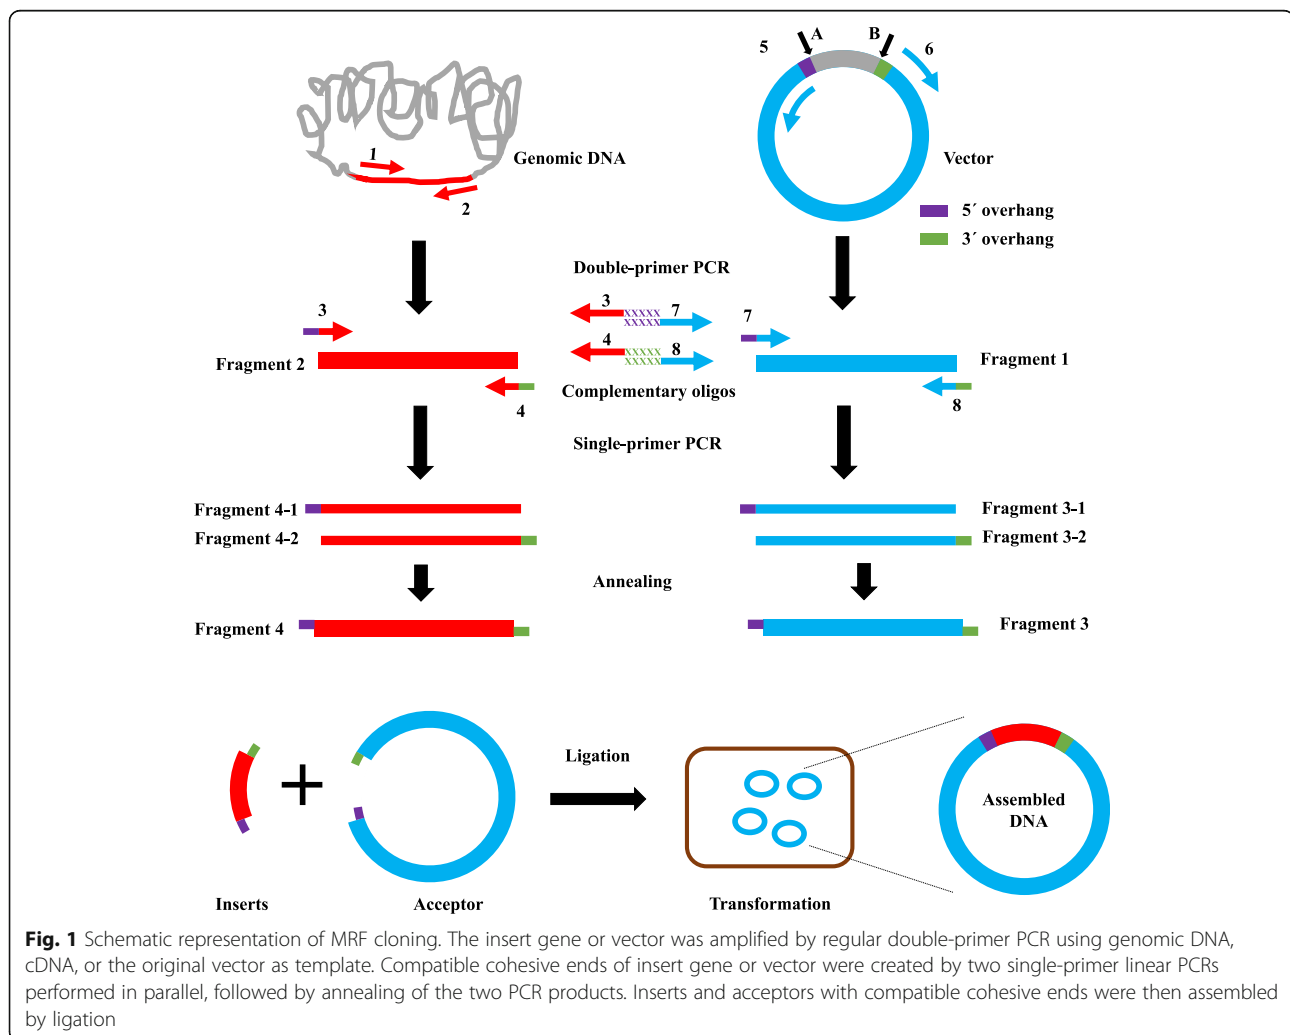 5
A
B
6
1
Genomic DNA
2
Vector
5´ overhang
3´ overhang
Double-primer PCR
3
3
7
7
xxxxx
xxxxx
Fragment 2
4
8
xxxxx
xxxxx
Fragment 1
Complementary oligos
4
8
Single-primer PCR
Fragment 4-1
Fragment 3-1
Fragment 4-2
Fragment 3-2
Annealing
Fragment 4
Fragment 3
Ligation
Assembled
DNA
Inserts
Acceptor
Transformation
Fig. 1 Schematic representation of MRF cloning. The insert gene or vector was amplified by regular double-primer PCR using genomic DNA,
cDNA, or the original vector as template. Compatible cohesive ends of insert gene or vector were created by two single-primer linear PCRs
performed in parallel, followed by annealing of the two PCR products. Inserts and acceptors with compatible cohesive ends were then assembled
by ligation